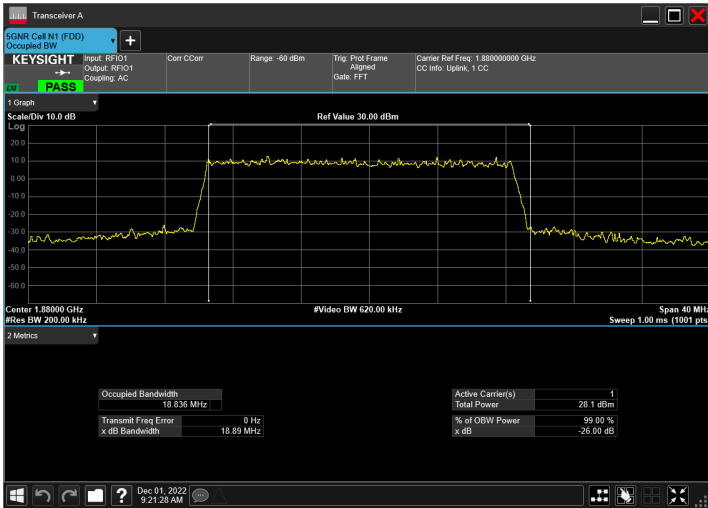 Transceiver A
5GNR Cell N1 (FDD)
Occupied BW
KEYSIGHT
PASS
Input: RFIO1
Output: RFIO1
Coupling: AC
Corr CCorr
Range: -60 dBm
Trig: Prot Frame
Aligned
Gate: FFT
Carrier Ref Freq: 1.880000000 GHz
CC Info: Uplink, 1 CC
1 Graph
Scale/Div 10.0 dB
Ref Value 30.00 dBm
Log
20.0
10.0
0.00
-10.0
-20.0
-30.0
-40.0
-50.0
-60.0
Center 1.88000 GHz
#Video BW 620.00 kHz
Span 40 MHz
#Res BW 200.00 kHz
Sweep 1.00 ms (1001 pts
2 Metrics
Occupied Bandwidth
18.836 MHz
Transmit Freq Error 0 Hz
x dB Bandwidth 18.89 MHz
Active Carrier(s) 1
Total Power 28.1 dBm
% of OBW Power 99.00 %
x dB -26.00 dB
?
Dec 01, 2022
9:21:28 AM